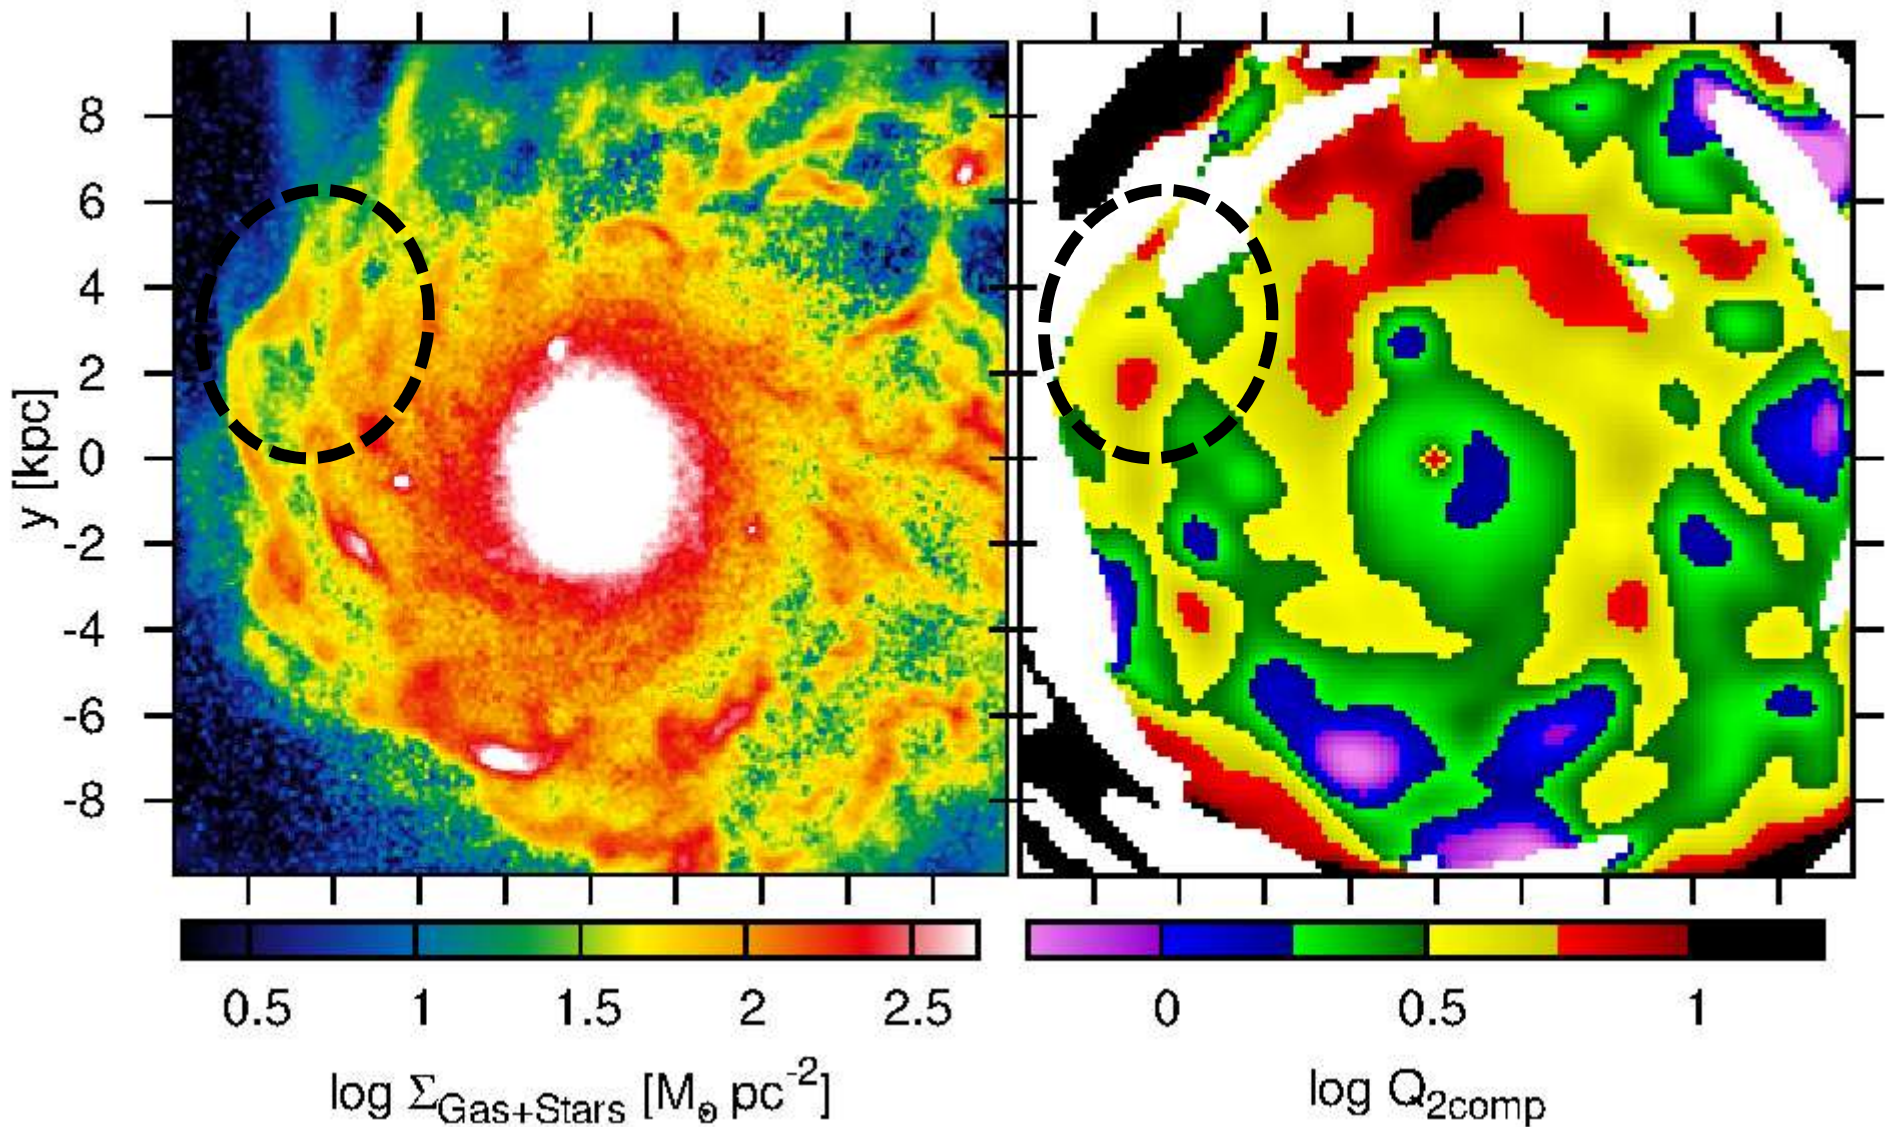 8
6
4
2
0
-2
-4
-6
-8
y [kpc]
0.5 1 1.5 2 2.5
0 0.5 1
log Σ_Gas+Stars [M_⊙ pc^-2]
log Q_2comp